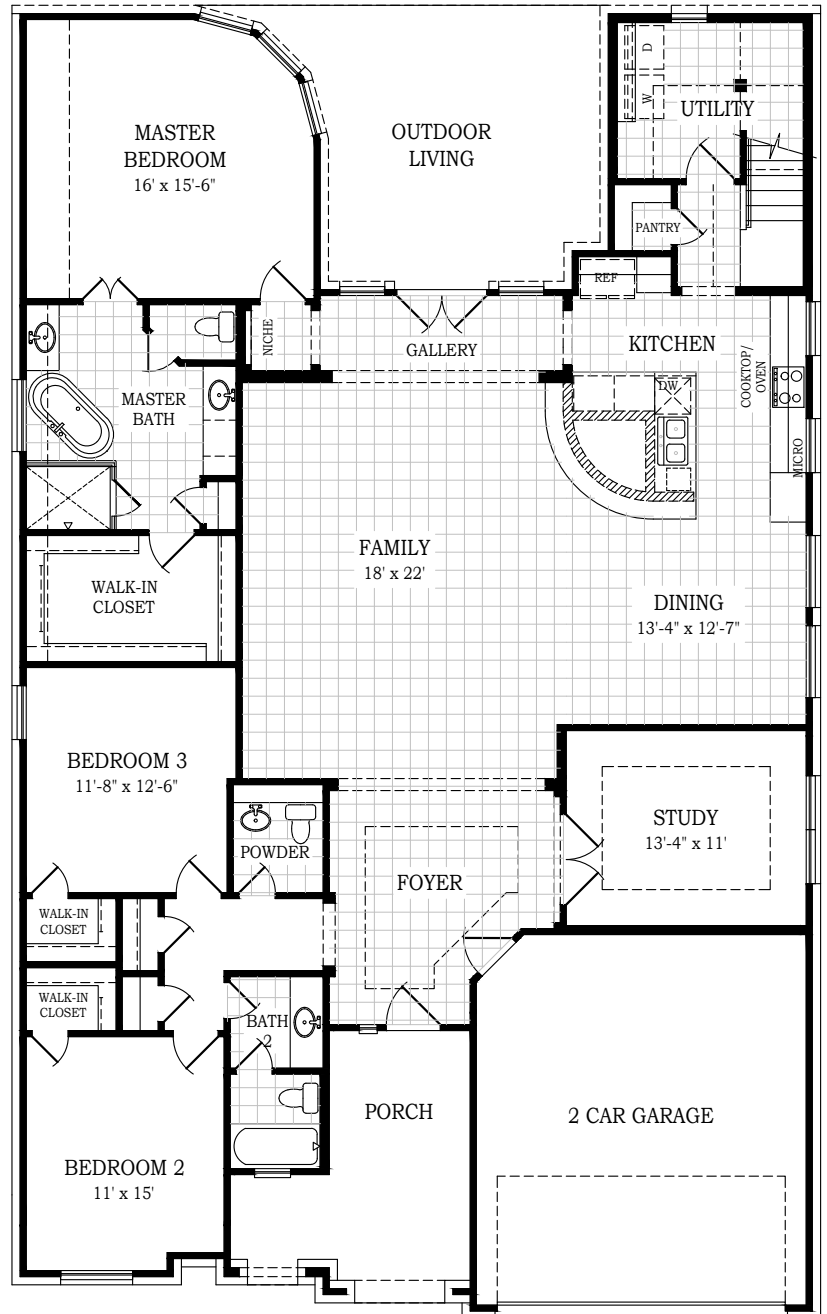 MASTER
BEDROOM
16' x 15'-6"
OUTDOOR
LIVING
D
W
UTILITY
PANTRY
REF
NICHE
GALLERY
KITCHEN
COOKTOP/
OVEN
MASTER
BATH
DW
MICRO
FAMILY
18' x 22'
WALK-IN
CLOSET
DINING
13'-4" x 12'-7"
BEDROOM 3
11'-8" x 12'-6"
STUDY
13'-4" x 11'
POWDER
FOYER
WALK-IN
CLOSET
WALK-IN
CLOSET
BATH
2
PORCH
2 CAR GARAGE
BEDROOM 2
11' x 15'